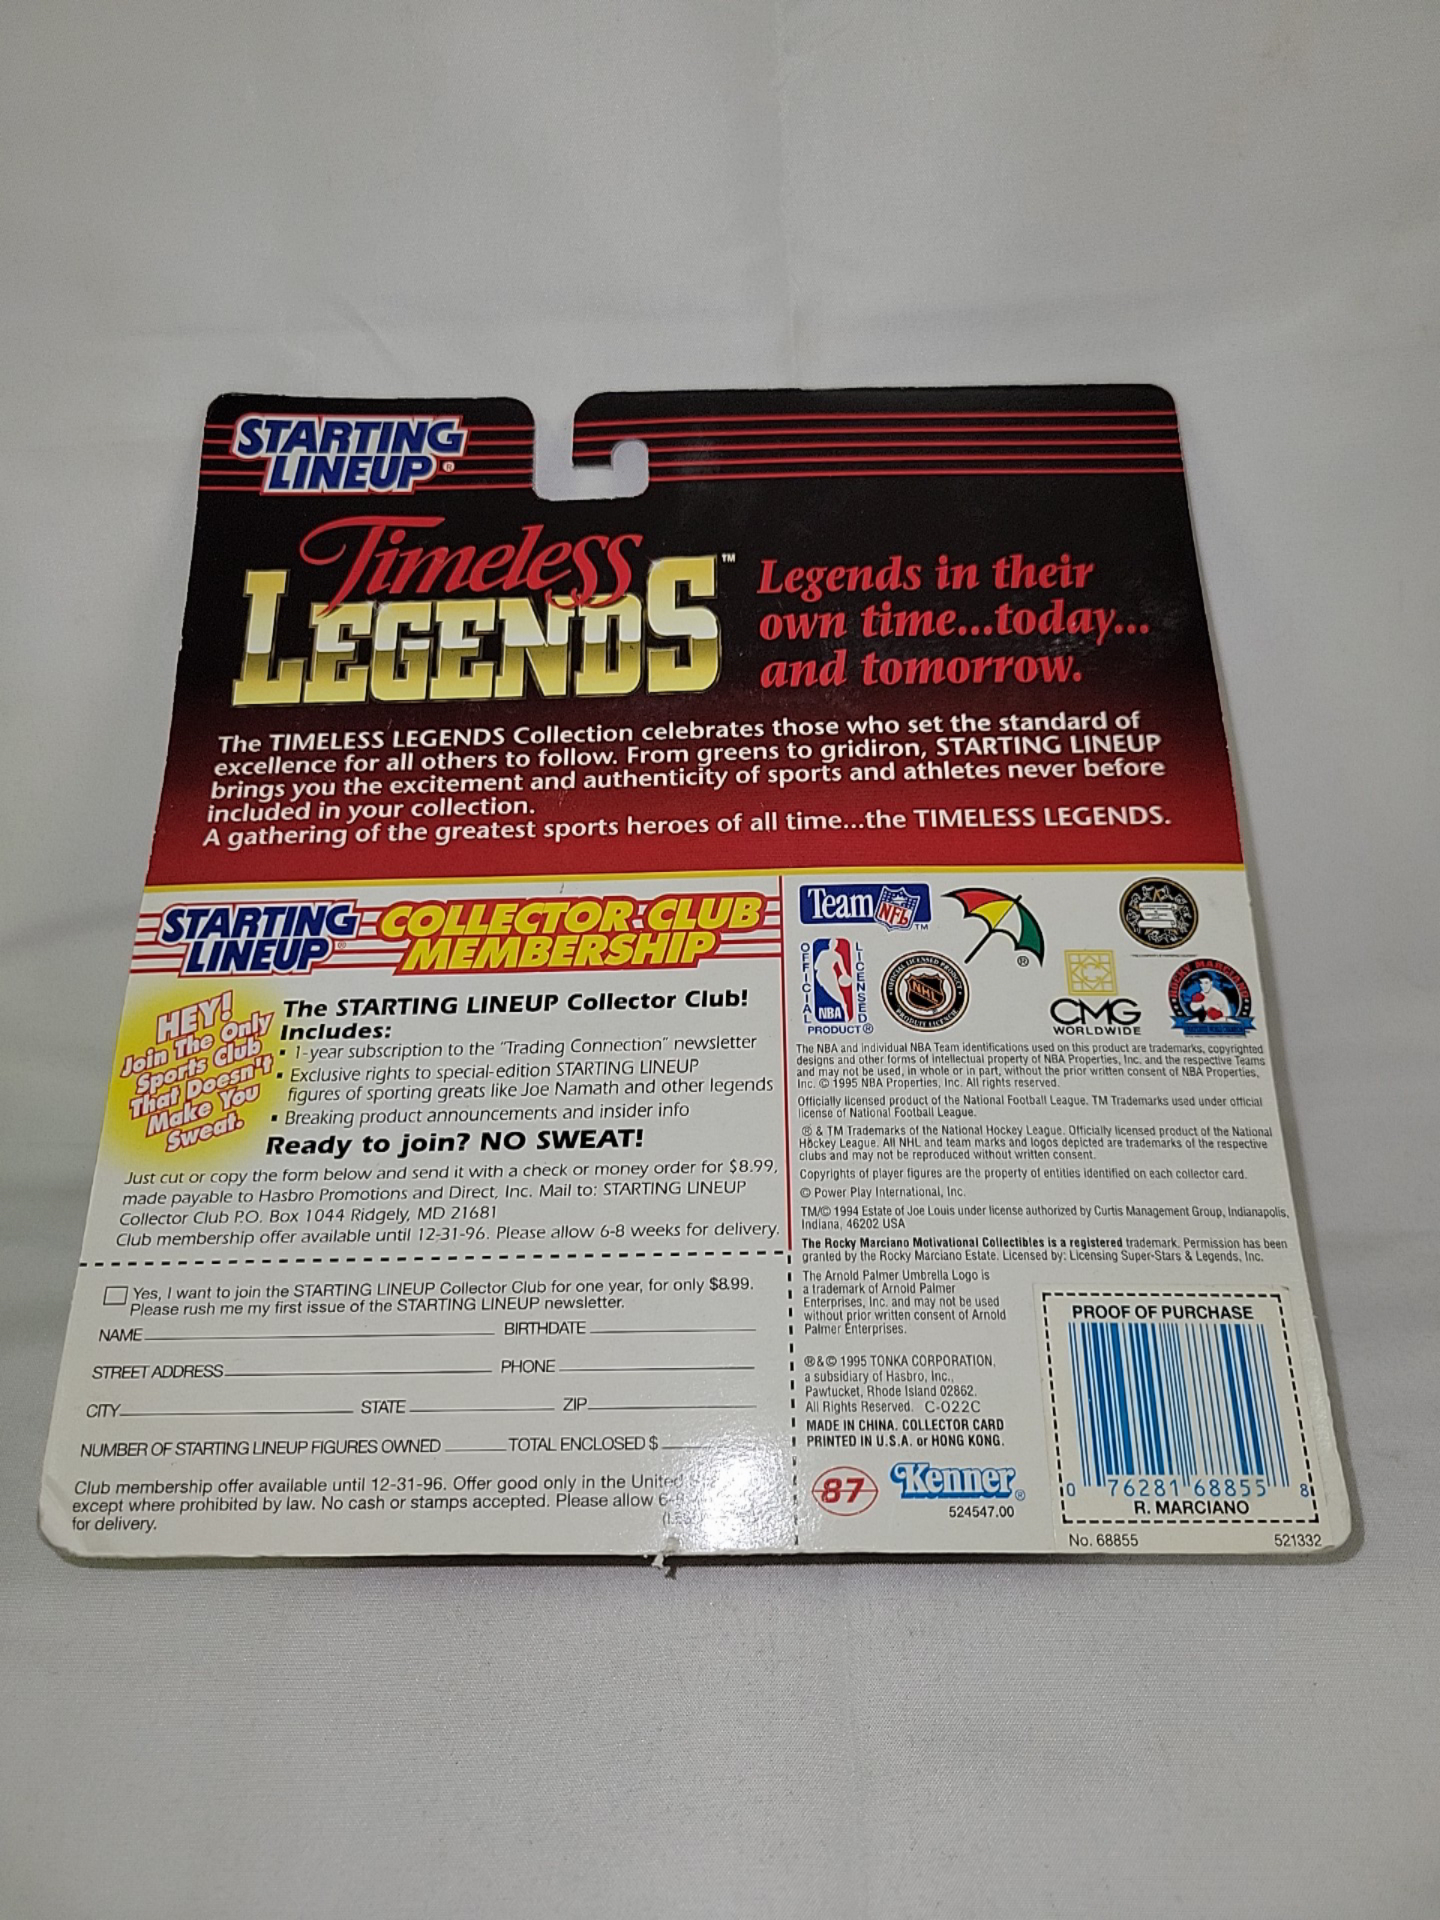 STARTING
LINEUP®
Timeless
LEGENDS™
Legends in their
own time...today...
and tomorrow.
The TIMELESS LEGENDS Collection celebrates those who set the standard of
excellence for all others to follow. From greens to gridiron, STARTING LINEUP
brings you the excitement and authenticity of sports and athletes never before
included in your collection.
A gathering of the greatest sports heroes of all time...the TIMELESS LEGENDS.
STARTING
LINEUP®
COLLECTOR CLUB
MEMBERSHIP
HEY!
Join The Only
Sports Club
That Doesn't
Make You
Sweat.
The STARTING LINEUP Collector Club!
Includes:
▪ 1-year subscription to the "Trading Connection" newsletter
▪ Exclusive rights to special-edition STARTING LINEUP
figures of sporting greats like Joe Namath and other legends
▪ Breaking product announcements and insider info
Ready to join? NO SWEAT!
Just cut or copy the form below and send it with a check or money order for $8.99,
made payable to Hasbro Promotions and Direct, Inc. Mail to: STARTING LINEUP
Collector Club P.O. Box 1044 Ridgely, MD 21681
Club membership offer available until 12-31-96. Please allow 6-8 weeks for delivery.
Yes, I want to join the STARTING LINEUP Collector Club for one year, for only $8.99.
Please rush me my first issue of the STARTING LINEUP newsletter.
NAME BIRTHDATE
STREET ADDRESS PHONE
CITY STATE ZIP
NUMBER OF STARTING LINEUP FIGURES OWNED TOTAL ENCLOSED $
Club membership offer available until 12-31-96. Offer good only in the United
except where prohibited by law. No cash or stamps accepted. Please allow 6-8
for delivery.
Team NFL™
®
OFFICIAL LICENSED
NBA
PRODUCT®
OFFICIAL LICENSED PRODUCT
NHL
CMG
WORLDWIDE
ROCKY MARCIANO
The NBA and individual NBA Team identifications used on this product are trademarks, copyrighted
designs and other forms of intellectual property of NBA Properties, Inc. and the respective Teams
and may not be used, in whole or in part, without the prior written consent of NBA Properties,
Inc. © 1995 NBA Properties, Inc. All rights reserved.
Officially licensed product of the National Football League. TM Trademarks used under official
license of National Football League.
® & TM Trademarks of the National Hockey League. Officially licensed product of the National
Hockey League. All NHL and team marks and logos depicted are trademarks of the respective
clubs and may not be reproduced without written consent.
Copyrights of player figures are the property of entities identified on each collector card.
© Power Play International, Inc.
TM/© 1994 Estate of Joe Louis under license authorized by Curtis Management Group, Indianapolis,
Indiana, 46202 USA
The Rocky Marciano Motivational Collectibles is a registered trademark. Permission has been
granted by the Rocky Marciano Estate. Licensed by: Licensing Super-Stars & Legends, Inc.
The Arnold Palmer Umbrella Logo is
a trademark of Arnold Palmer
Enterprises, Inc. and may not be used
without prior written consent of Arnold
Palmer Enterprises.
®&© 1995 TONKA CORPORATION,
a subsidiary of Hasbro, Inc.,
Pawtucket, Rhode Island 02862.
All Rights Reserved. C-022C
MADE IN CHINA. COLLECTOR CARD
PRINTED IN U.S.A. or HONG KONG.
87
Kenner®
524547.00
PROOF OF PURCHASE
0 76281 68855 8
R. MARCIANO
No. 68855 521332